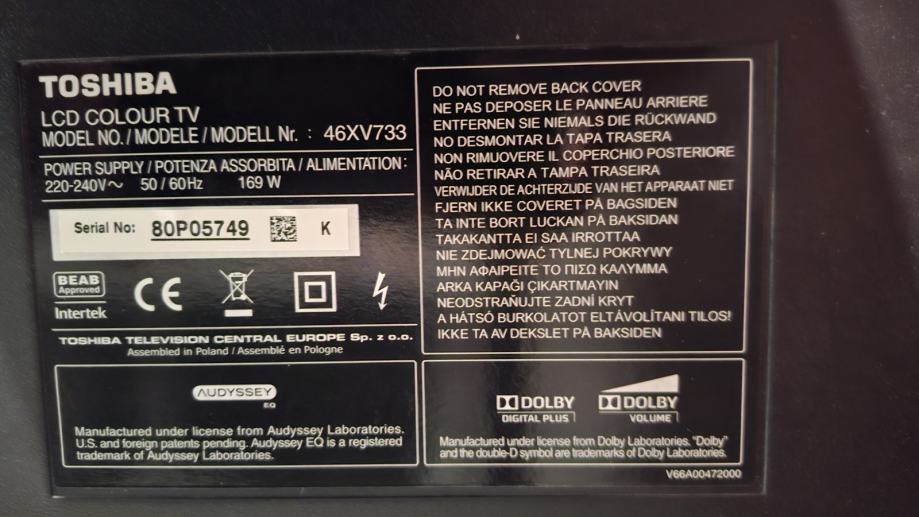 TOSHIBA
LCD COLOUR TV
MODEL NO. / MODELE / MODELL Nr. : 46XV733
POWER SUPPLY / POTENZA ASSORBITA / ALIMENTATION:
220-240V～ 50 / 60Hz 169 W
Serial No: 80P05749 K
BEAB
Approved
Intertek
CE
TOSHIBA TELEVISION CENTRAL EUROPE Sp. z o.o.
Assembled in Poland / Assemblé en Pologne
DO NOT REMOVE BACK COVER
NE PAS DEPOSER LE PANNEAU ARRIERE
ENTFERNEN SIE NIEMALS DIE RÜCKWAND
NO DESMONTAR LA TAPA TRASERA
NON RIMUOVERE IL COPERCHIO POSTERIORE
NÃO RETIRAR A TAMPA TRASEIRA
VERWIJDER DE ACHTERZIJDE VAN HET APPARAAT NIET
FJERN IKKE COVERET PÅ BAGSIDEN
TA INTE BORT LUCKAN PÅ BAKSIDAN
TAKAKANTTA EI SAA IRROTTAA
NIE ZDEJMOWAĆ TYLNEJ POKRYWY
ΜΗΝ ΑΦΑΙΡΕΙΤΕ ΤΟ ΠΙΣΩ ΚΑΛΥΜΜΑ
ARKA KAPAĞI ÇIKARTMAYIN
NEODSTRAŇUJTE ZADNÍ KRYT
A HÁTSÓ BURKOLATOT ELTÁVOLÍTANI TILOS!
IKKE TA AV DEKSLET PÅ BAKSIDEN
AUDYSSEY
EQ
Manufactured under license from Audyssey Laboratories.
U.S. and foreign patents pending. Audyssey EQ is a registered
trademark of Audyssey Laboratories.
DOLBY
DIGITAL PLUS
DOLBY
VOLUME
Manufactured under license from Dolby Laboratories. "Dolby"
and the double-D symbol are trademarks of Dolby Laboratories.
V66A00472000